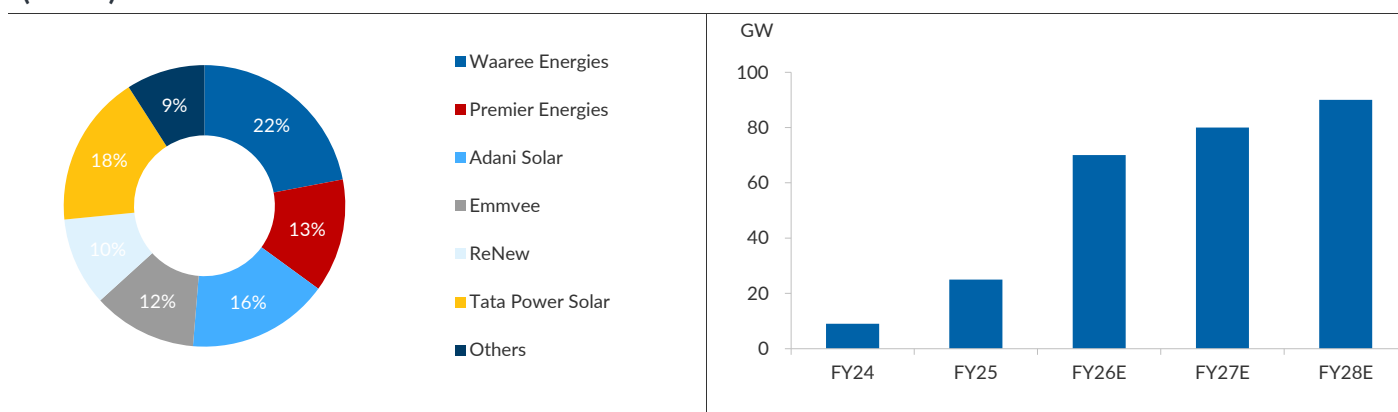 22%
13%
16%
12%
10%
18%
9%
Waaree Energies
Premier Energies
Adani Solar
Emmvee
ReNew
Tata Power Solar
Others
GW
100
80
60
40
20
0
FY24 FY25 FY26E FY27E FY28E